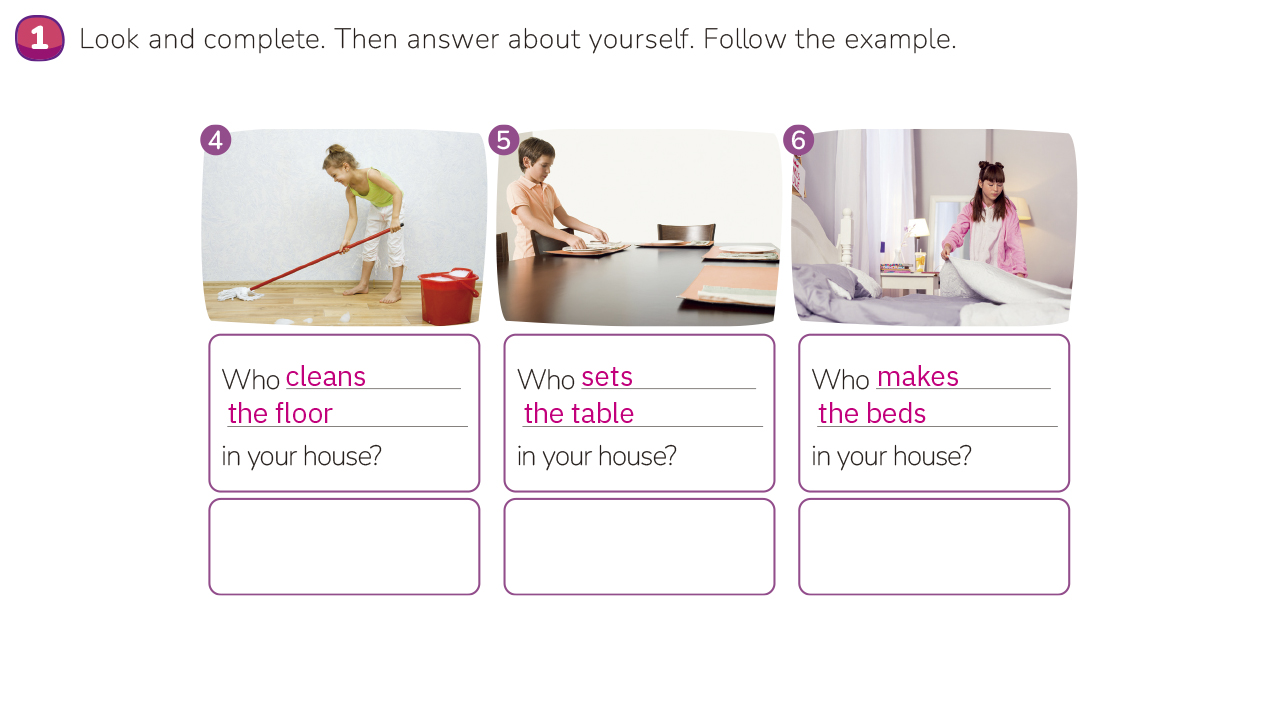 1 Look and complete. Then answer about yourself. Follow the example.
4
Who cleans
the floor
in your house?
5
Who sets
the table
in your house?
6
Who makes
the beds
in your house?